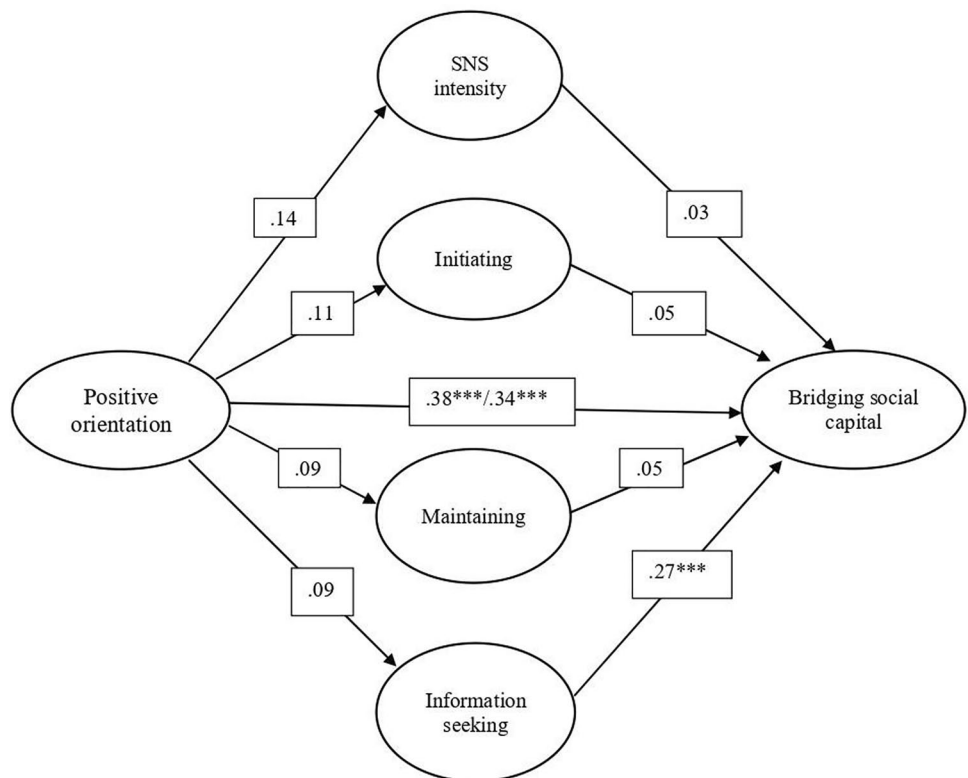 SNS
intensity
.14
.03
Initiating
.11
.05
Positive
orientation
.38***/.34***
Bridging social
capital
.09
.05
Maintaining
.09
.27***
Information
seeking